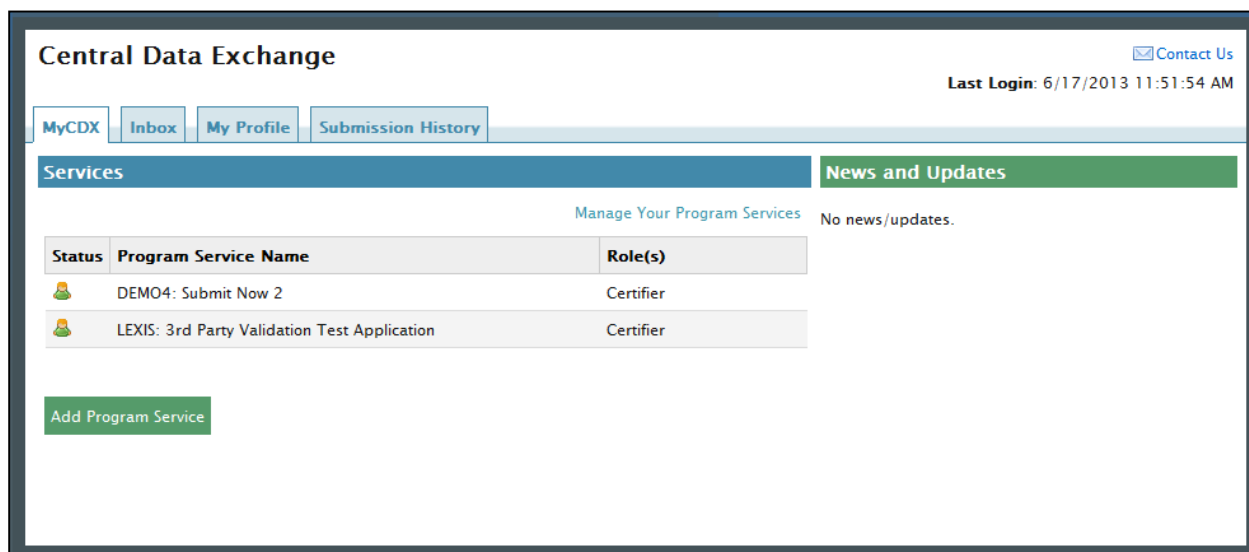 Central Data Exchange
Contact Us
Last Login: 6/17/2013 11:51:54 AM
MyCDX Inbox My Profile Submission History
Services
Manage Your Program Services
Status Program Service Name Role(s)
DEMO4: Submit Now 2 Certifier
LEXIS: 3rd Party Validation Test Application Certifier
Add Program Service
News and Updates
No news/updates.